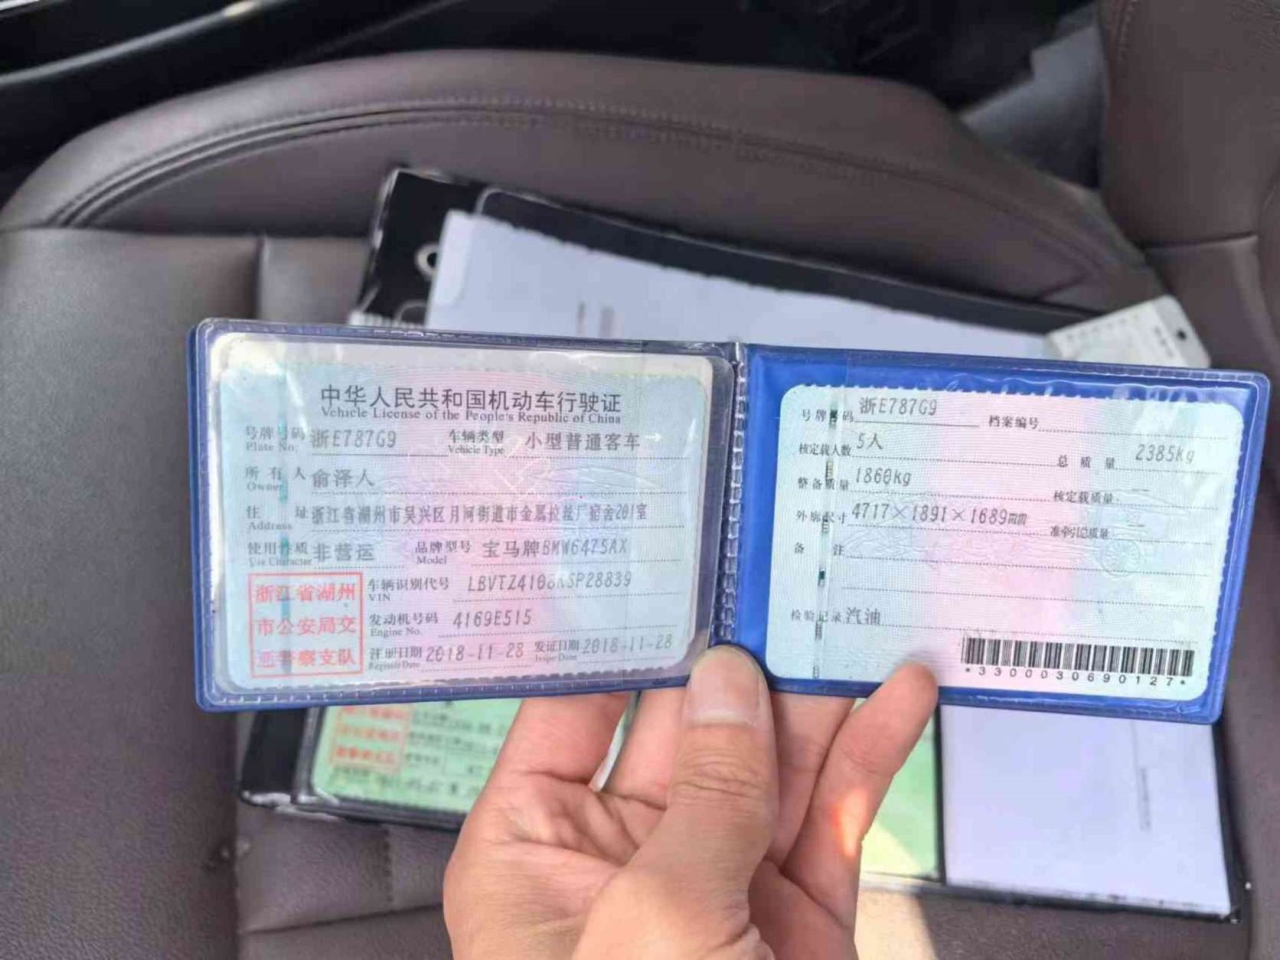 中华人民共和国机动车行驶证
Vehicle License of the People's Republic of China
号牌号码 浙E787G9 车辆类型 小型普通客车
Plate No. Vehicle Type
所有人 俞泽人
Owner
住址 浙江省湖州市吴兴区月河街道市金属拉丝厂宿舍201室
Address
使用性质 非营运 品牌型号 宝马牌BMW6475AX
Use Character Model
浙江省湖州
市公安局交
通警察支队
车辆识别代号 LBVTZ4108KSP28839
VIN
发动机号码 4169E515
Engine No.
注册日期 2018-11-28 发证日期 2018-11-28
Register Date Issue Date
号牌号码 浙E787G9 档案编号
核定载人数 5人 总质量 2385kg
整备质量 1860kg 核定载质量 --
外廓尺寸 4717×1891×1689mm 准牵引总质量 --
备注
检验记录 汽油
*3300030690127*